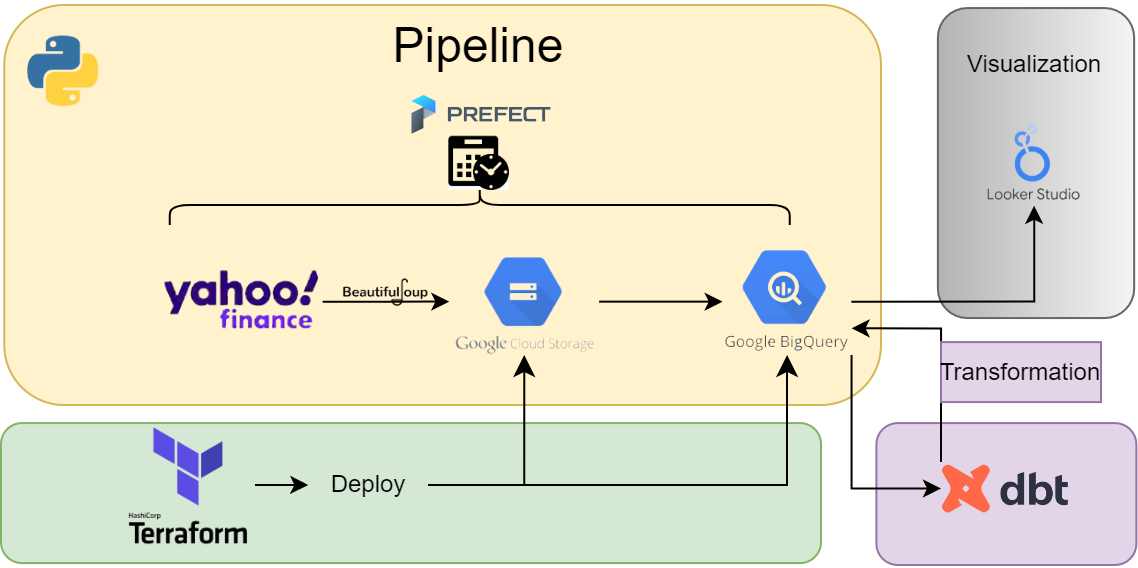 Pipeline
PREFECT
Visualization
Looker Studio
yahoo!
finance
BeautifulSoup
Google Cloud Storage
Google BigQuery
Transformation
HashiCorp
Terraform
Deploy
dbt